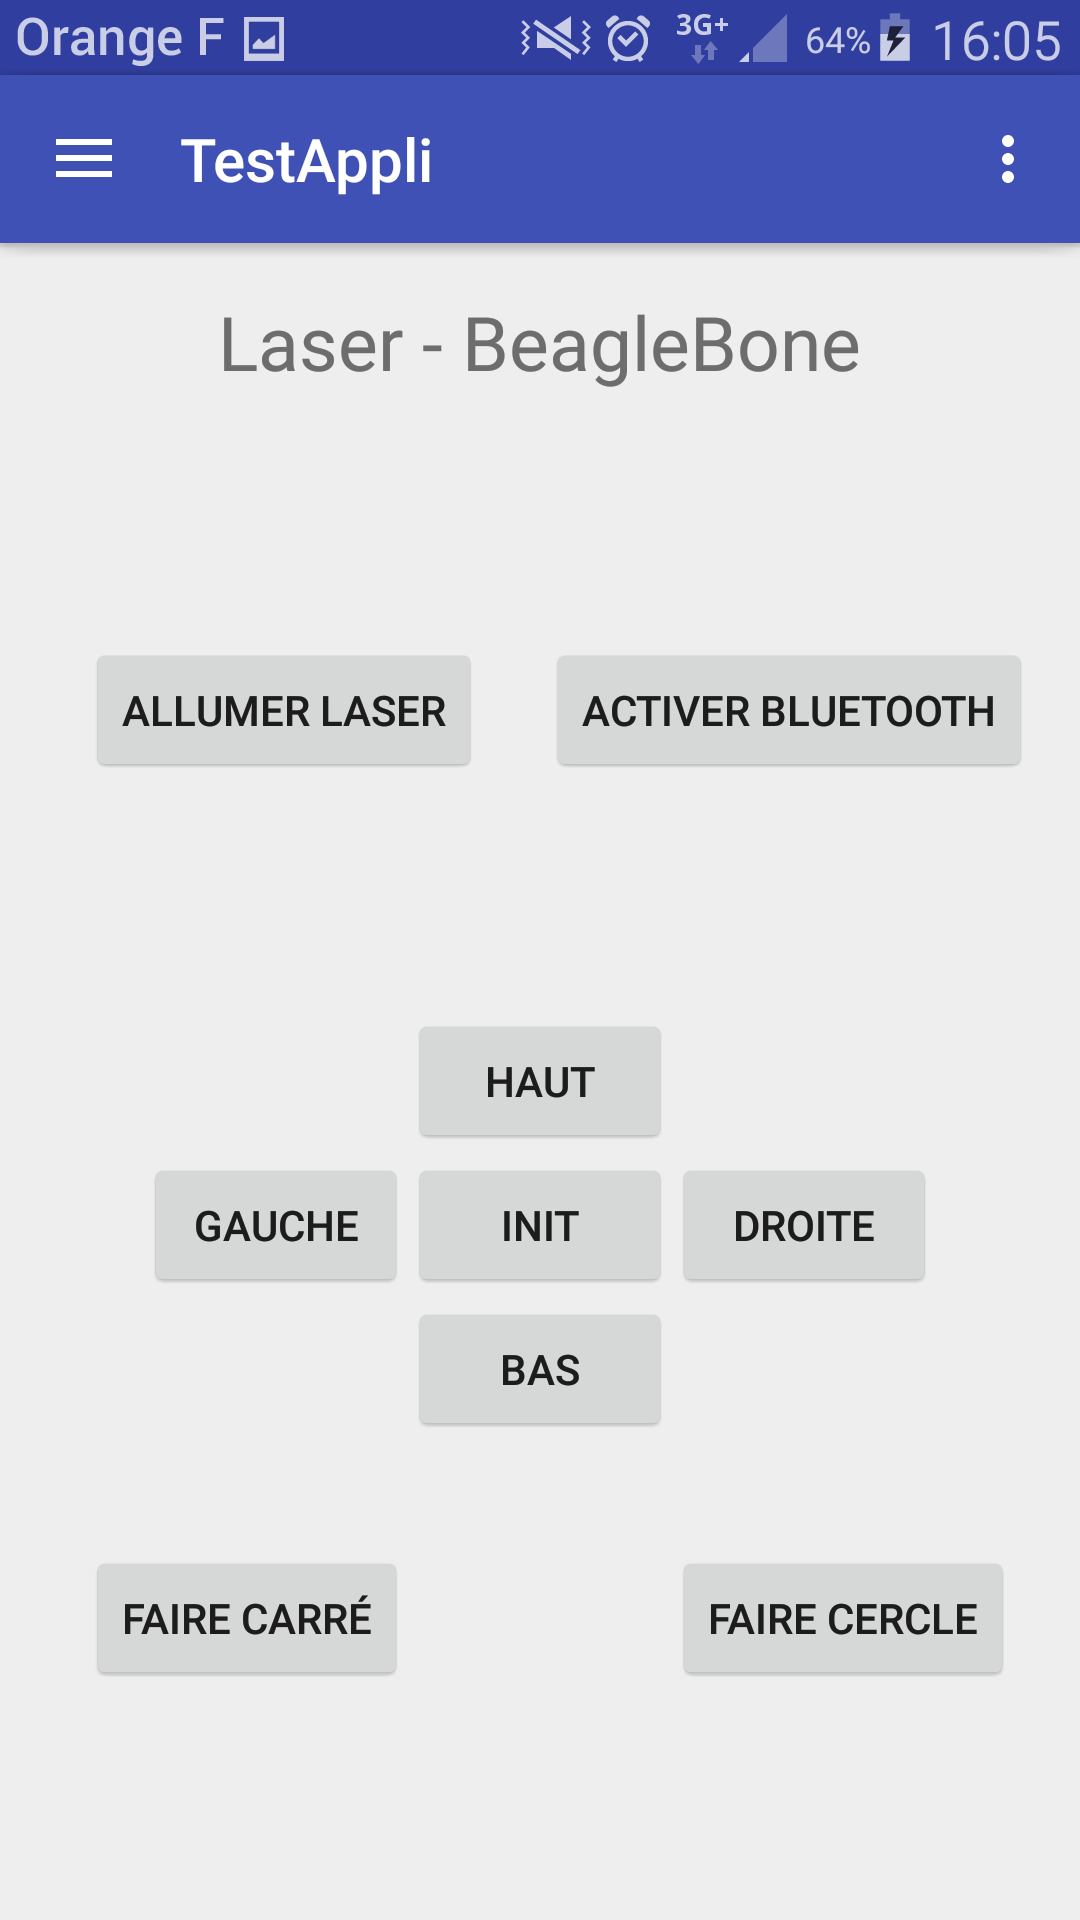 Orange F 3G+ 64% 16:05
TestAppli
Laser - BeagleBone
ALLUMER LASER ACTIVER BLUETOOTH
HAUT
GAUCHE INIT DROITE
BAS
FAIRE CARRÉ FAIRE CERCLE